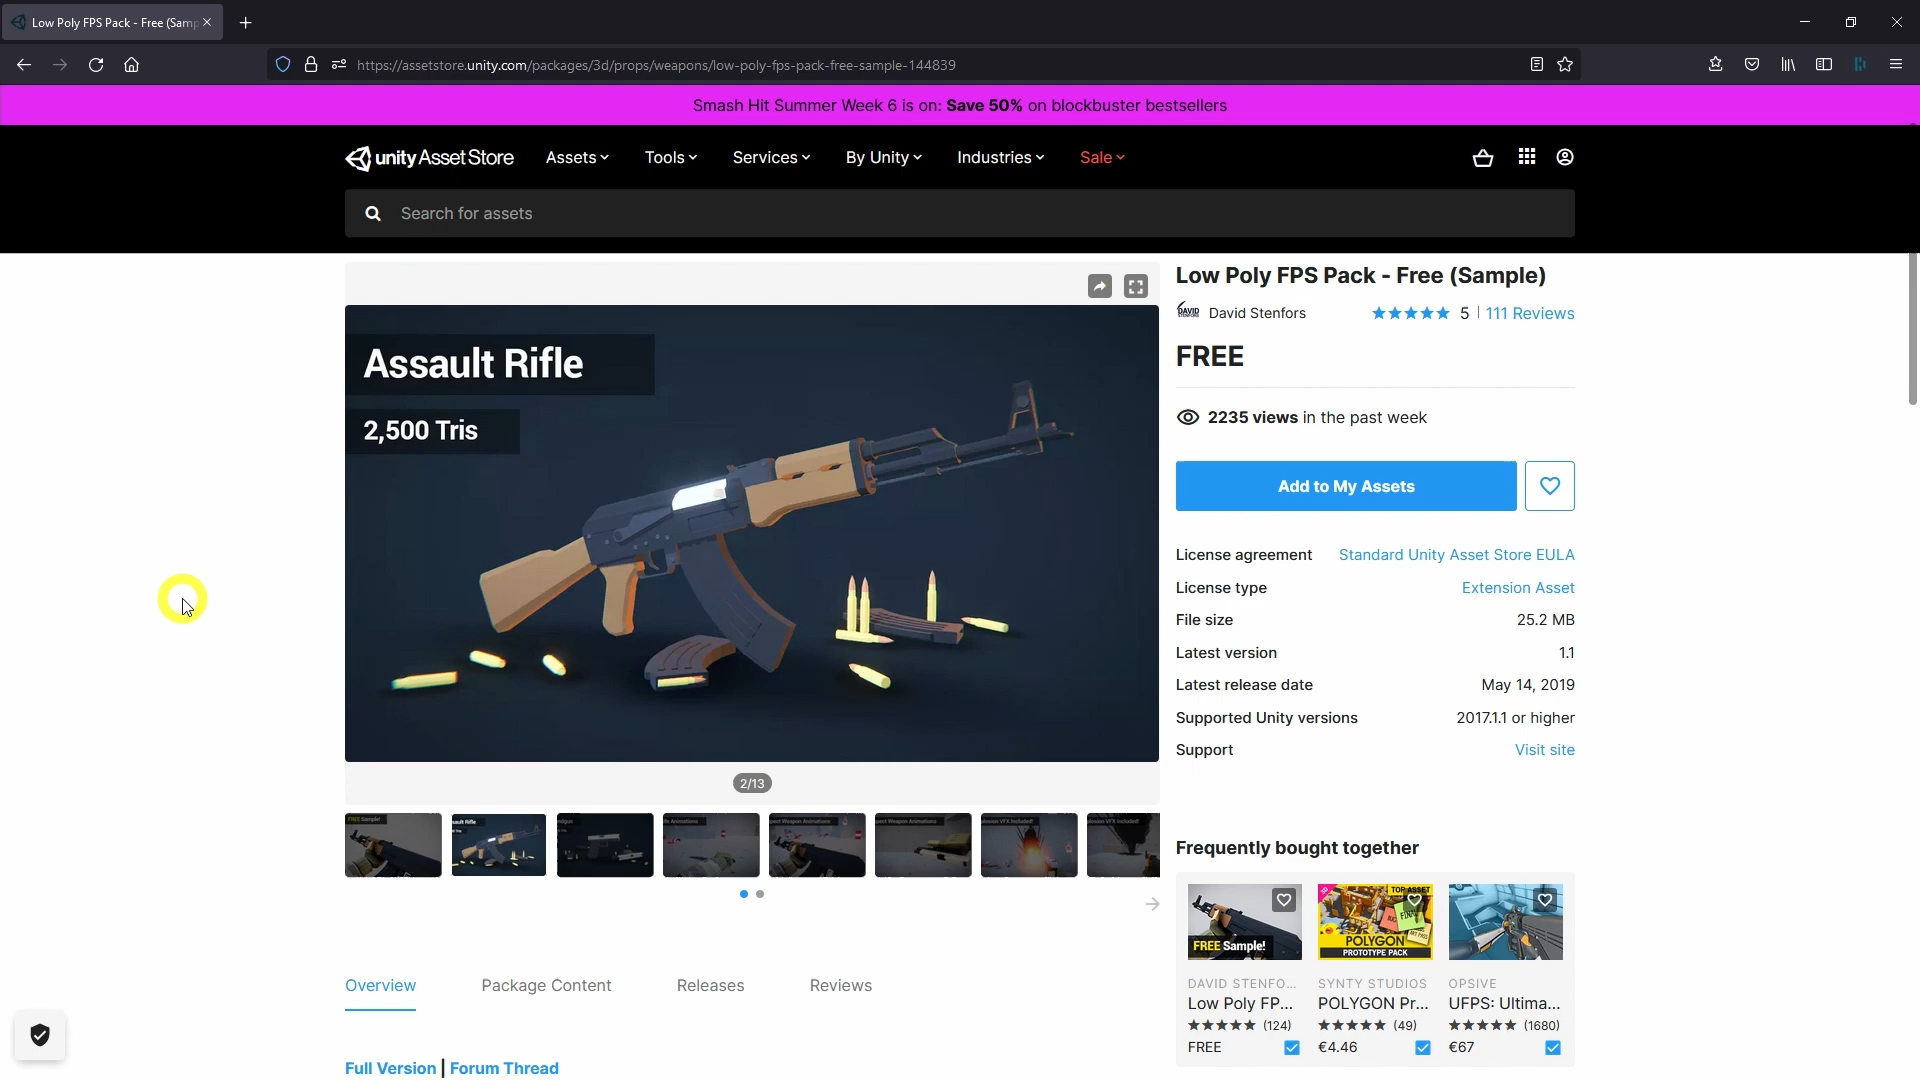 Low Poly FPS Pack - Free (Samp
https://assetstore.unity.com/packages/3d/props/weapons/low-poly-fps-pack-free-sample-144839
Smash Hit Summer Week 6 is on: Save 50% on blockbuster bestsellers
unity Asset Store
Assets
Tools
Services
By Unity
Industries
Sale
Search for assets
Assault Rifle
2,500 Tris
2/13
Low Poly FPS Pack - Free (Sample)
DAVID
David Stenfors
5 | 111 Reviews
FREE
2235 views in the past week
Add to My Assets
License agreement Standard Unity Asset Store EULA
License type Extension Asset
File size 25.2 MB
Latest version 1.1
Latest release date May 14, 2019
Supported Unity versions 2017.1.1 or higher
Support Visit site
FREE Sample!
Frequently bought together
FREE Sample!
DAVID STENFO...
Low Poly FP...
(124)
FREE
TOP ASSET
POLYGON
PROTOTYPE PACK
SYNTY STUDIOS
POLYGON Pr...
(49)
€4.46
OPSIVE
UFPS: Ultima...
(1680)
€67
Overview
Package Content
Releases
Reviews
Full Version | Forum Thread